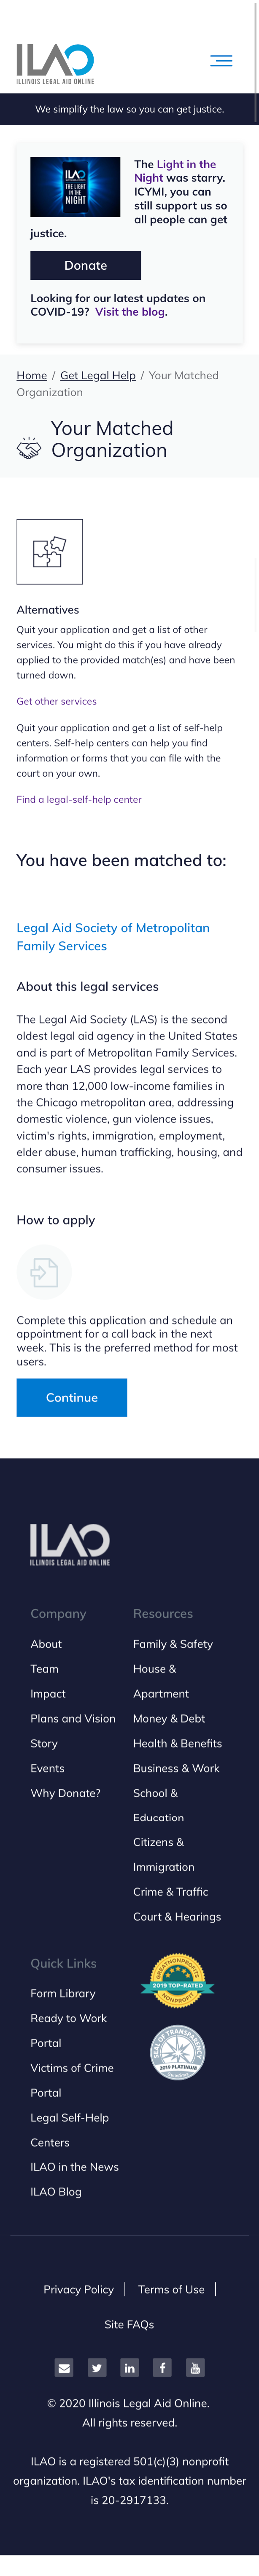 ILAO
ILLINOIS LEGAL AID ONLINE
We simplify the law so you can get justice.
ILAO
THE LIGHT
IN THE
NIGHT
The Light in the
Night was starry.
ICYMI, you can
still support us so
all people can get
justice.
Donate
Looking for our latest updates on
COVID-19? Visit the blog.
Home / Get Legal Help / Your Matched
Organization
Your Matched
Organization
Alternatives
Quit your application and get a list of other
services. You might do this if you have already
applied to the provided match(es) and have been
turned down.
Get other services
Quit your application and get a list of self-help
centers. Self-help centers can help you find
information or forms that you can file with the
court on your own.
Find a legal-self-help center
You have been matched to:
Legal Aid Society of Metropolitan
Family Services
About this legal services
The Legal Aid Society (LAS) is the second
oldest legal aid agency in the United States
and is part of Metropolitan Family Services.
Each year LAS provides legal services to
more than 12,000 low-income families in
the Chicago metropolitan area, addressing
domestic violence, gun violence issues,
victim's rights, immigration, employment,
elder abuse, human trafficking, housing, and
consumer issues.
How to apply
Complete this application and schedule an
appointment for a call back in the next
week. This is the preferred method for most
users.
Continue
ILAO
ILLINOIS LEGAL AID ONLINE
Company
About
Team
Impact
Plans and Vision
Story
Events
Why Donate?
Resources
Family & Safety
House &
Apartment
Money & Debt
Health & Benefits
Business & Work
School &
Education
Citizens &
Immigration
Crime & Traffic
Court & Hearings
Quick Links
Form Library
Ready to Work
Portal
Victims of Crime
Portal
Legal Self-Help
Centers
ILAO in the News
ILAO Blog
GREATNONPROFITS
2019 TOP-RATED
NONPROFIT
SEAL OF TRANSPARENCY
2019 PLATINUM
Privacy Policy
Terms of Use
Site FAQs
© 2020 Illinois Legal Aid Online.
All rights reserved.
ILAO is a registered 501(c)(3) nonprofit
organization. ILAO's tax identification number
is 20-2917133.